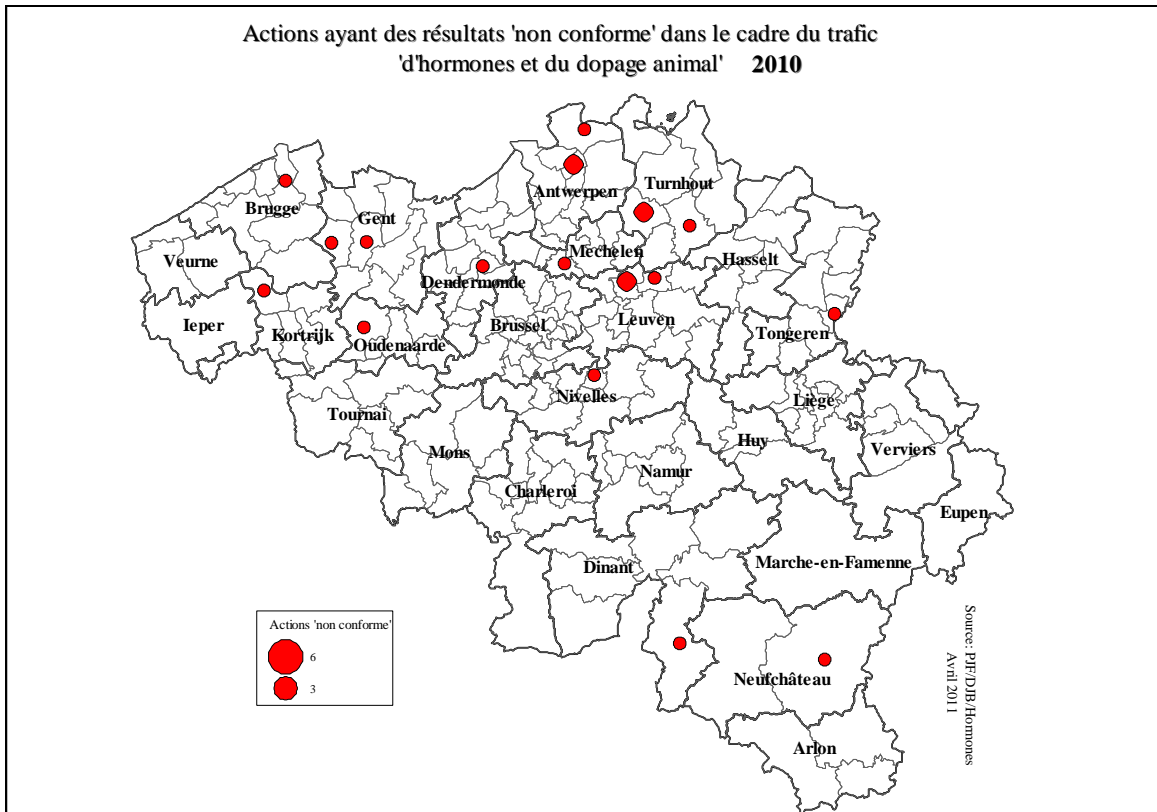 Actions ayant des résultats 'non conforme' dans le cadre du trafic
'd'hormones et du dopage animal' 2010
Antwerpen
Turnhout
Brugge
Gent
Mechelen
Veurne
Hasselt
Dendermonde
Ieper
Kortrijk
Oudenaarde
Brussel
Leuven
Tongeren
Nivelles
Liège
Tournai
Huy
Verviers
Mons
Charleroi
Namur
Eupen
Dinant
Marche-en-Famenne
Neufchâteau
Arlon
Actions 'non conforme'
6
3
Source: PJF/DJB/Hormones
Avril 2011